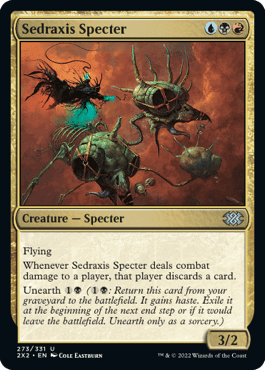 Sedraxis Specter
Creature — Specter
Flying
Whenever Sedraxis Specter deals combat
damage to a player, that player discards a card.
Unearth 1 (1: Return this card from your
graveyard to the battlefield. It gains haste. Exile it
at the beginning of the next end step or if it would
leave the battlefield. Unearth only as a sorcery.)
3/2
273/331 U
2X2 • EN Cole Eastburn
™ & © 2022 Wizards of the Coast